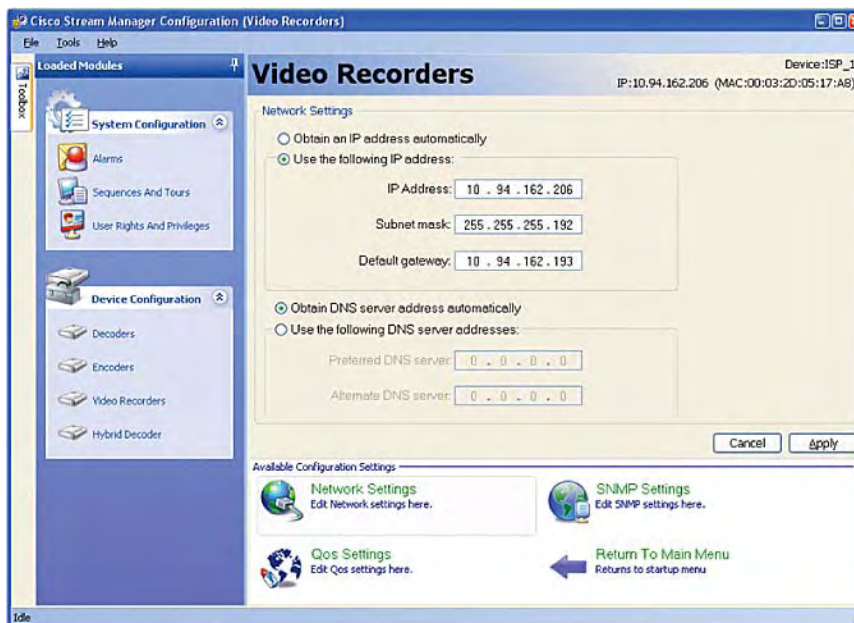 Cisco Stream Manager Configuration (Video Recorders)
File Tools Help
Toolbox
Loaded Modules
System Configuration
Alarms
Sequences And Tours
User Rights And Privileges
Device Configuration
Decoders
Encoders
Video Recorders
Hybrid Decoder
Video Recorders
Device:ISP_1
IP:10.94.162.206 (MAC:00:03:2D:05:17:A8)
Network Settings
Obtain an IP address automatically
Use the following IP address:
IP Address: 10 . 94 . 162 . 206
Subnet mask: 255 . 255 . 255 . 192
Default gateway: 10 . 94 . 162 . 193
Obtain DNS server address automatically
Use the following DNS server addresses:
Preferred DNS server: 0 . 0 . 0 . 0
Alternate DNS server: 0 . 0 . 0 . 0
Cancel Apply
Available Configuration Settings
Network Settings
Edit Network settings here.
SNMP Settings
Edit SNMP settings here.
Qos Settings
Edit Qos settings here.
Return To Main Menu
Returns to startup menu
Idle